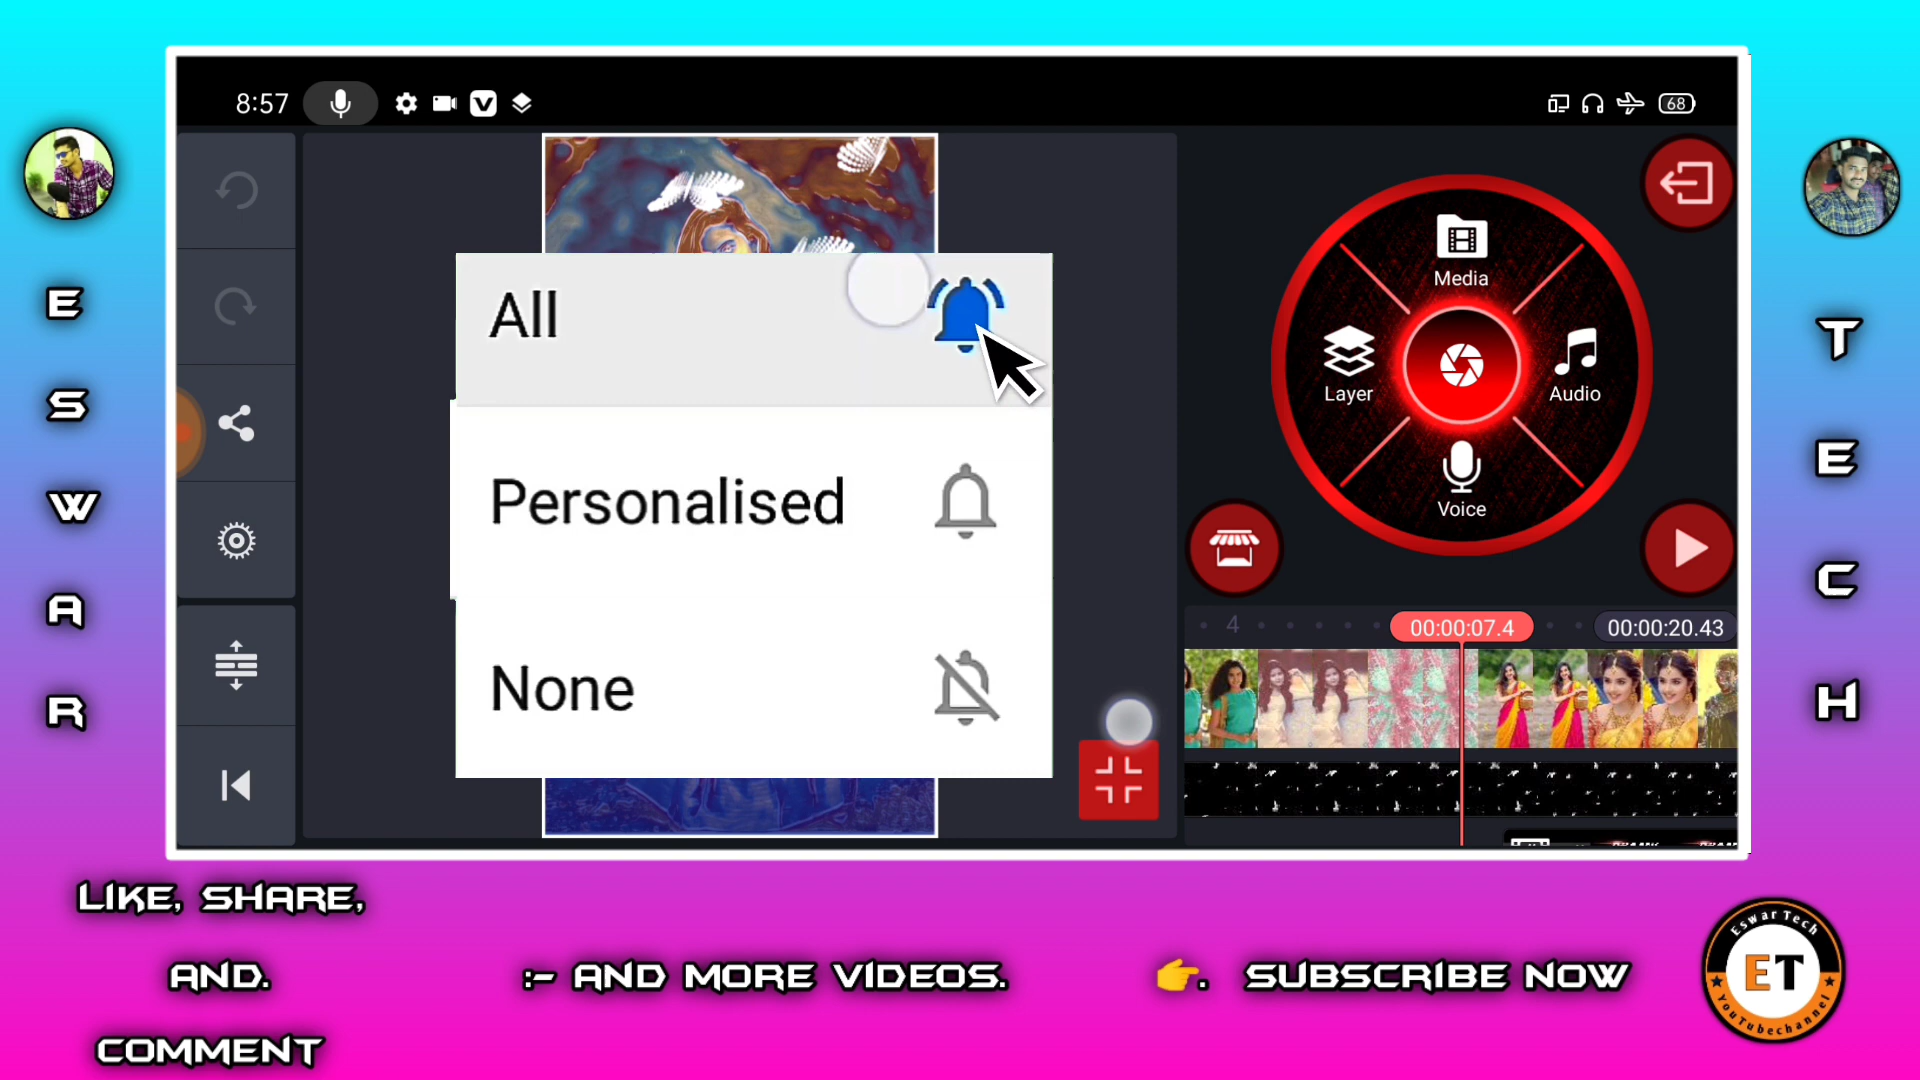 8:57
68
E
S
W
A
R
T
E
C
H
All
Personalised
None
Media
Layer
Audio
Voice
4
00:00:07.4
00:00:20.43
LIKE, SHARE,
AND.
COMMENT
:- AND MORE VIDEOS.
👉. SUBSCRIBE NOW
Eswar Tech
ET
YouTubechannel